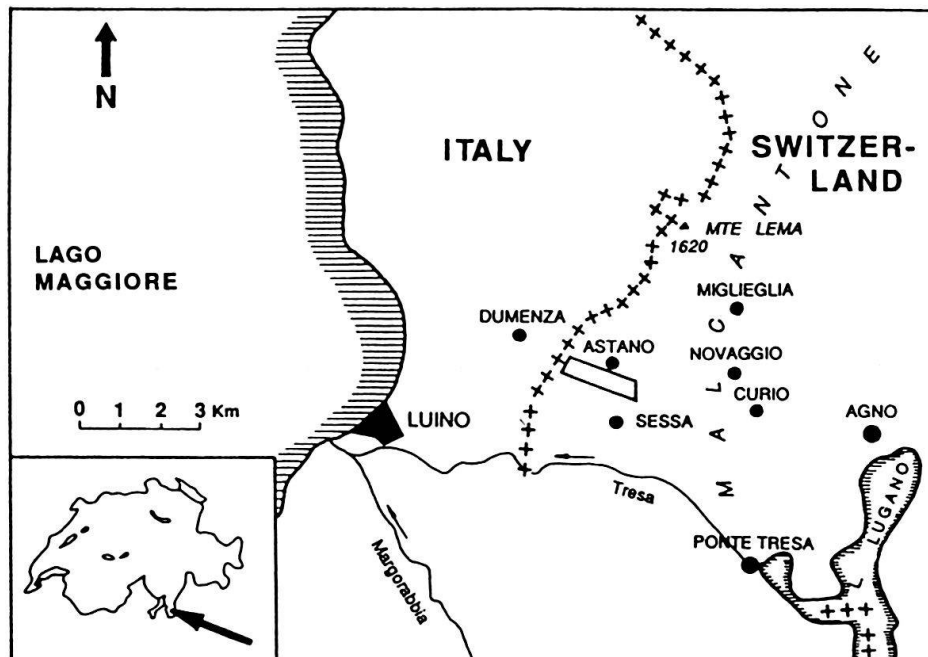 N
ITALY
SWITZER-
LAND
MALCANTONE
LAGO
MAGGIORE
MTE LEMA
1620
MIGLIEGLIA
DUMENZA
ASTANO
NOVAGGIO
CURIO
0 1 2 3 Km
LUINO
SESSA
AGNO
Tresa
L. LUGANO
PONTE TRESA
Margorabbia